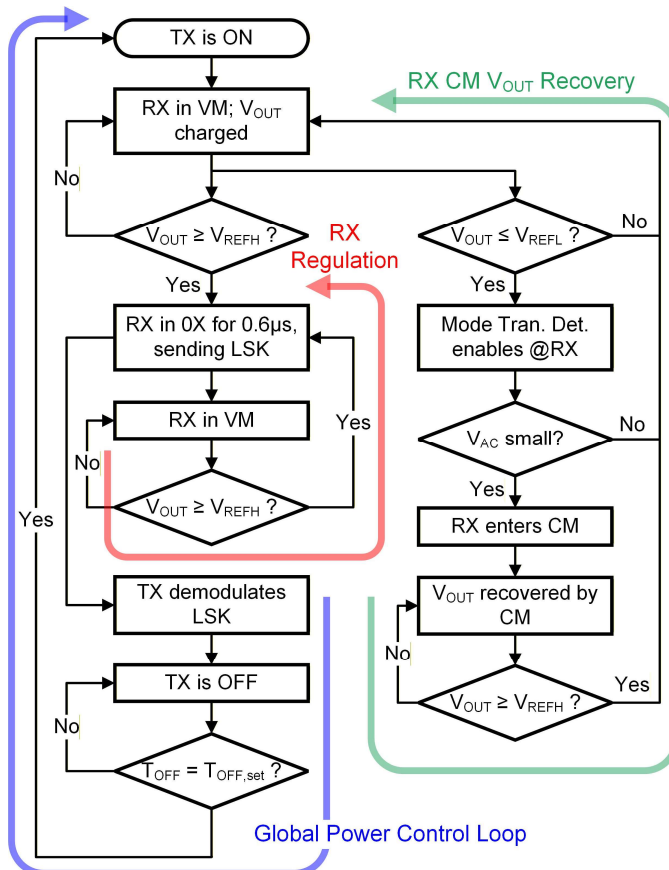 TX is ON
RX CM VOUT Recovery
RX in VM; VOUT
charged
No
VOUT ≥ VREFH ?
VOUT ≤ VREFL ?
No
RX
Regulation
Yes
Yes
RX in 0X for 0.6µs,
sending LSK
Mode Tran. Det.
enables @RX
RX in VM
Yes
No
VAC small?
No
VOUT ≥ VREFH ?
Yes
Yes
RX enters CM
TX demodulates
LSK
VOUT recovered by
CM
No
TX is OFF
VOUT ≥ VREFH ?
Yes
No
TOFF = TOFF,set ?
Global Power Control Loop